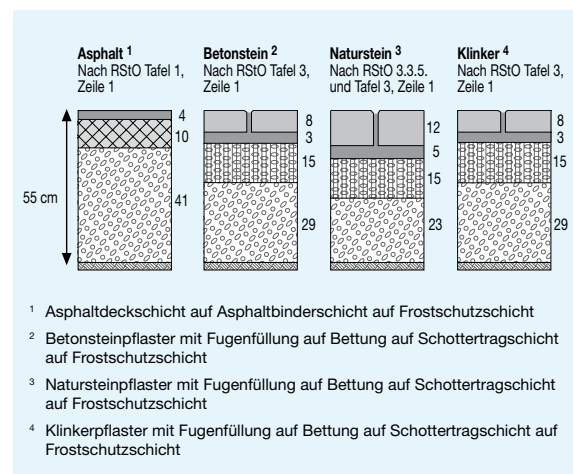 Asphalt 1
Nach RStO Tafel 1,
Zeile 1
Betonstein 2
Nach RStO Tafel 3,
Zeile 1
Naturstein 3
Nach RStO 3.3.5.
und Tafel 3, Zeile 1
Klinker 4
Nach RStO Tafel 3,
Zeile 1
55 cm
4
10
41
8
3
15
29
12
5
15
23
8
3
15
29
1 Asphaltdeckschicht auf Asphaltbinderschicht auf Frostschutzschicht
2 Betonsteinpflaster mit Fugenfüllung auf Bettung auf Schottertragschicht
auf Frostschutzschicht
3 Natursteinpflaster mit Fugenfüllung auf Bettung auf Schottertragschicht
auf Frostschutzschicht
4 Klinkerpflaster mit Fugenfüllung auf Bettung auf Schottertragschicht auf
Frostschutzschicht